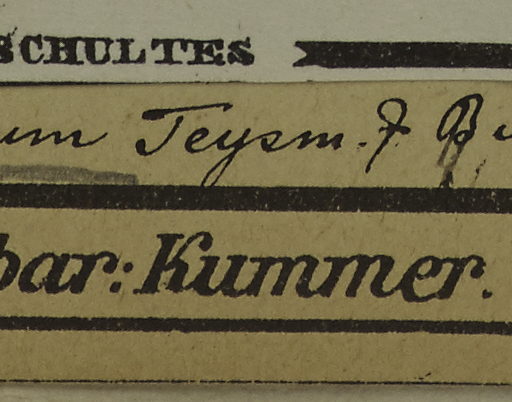 SCHULTES
um Teysm. & B
bar: Kummer.